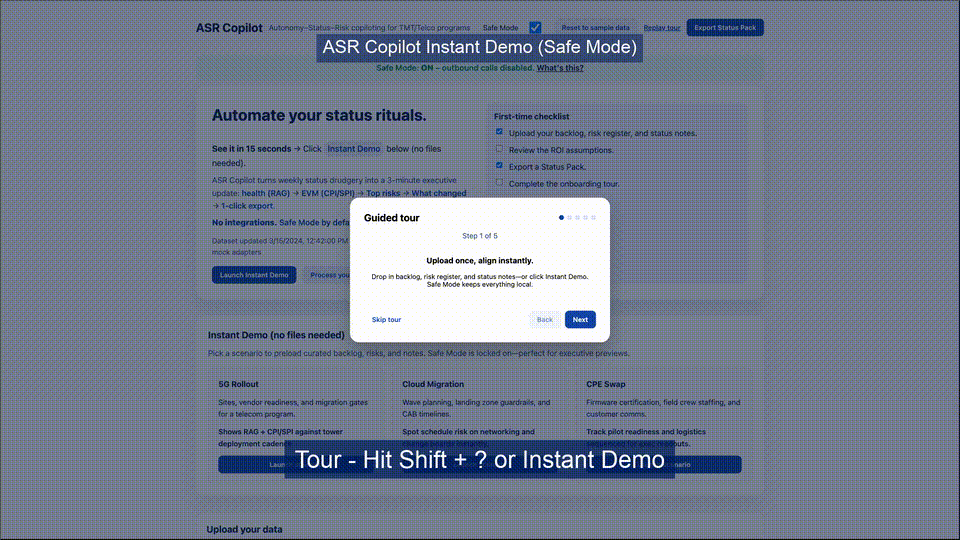 ASR Copilot Autonomy–Status–Risk copiloting for TMT/Telco programs Safe Mode Reset to sample data Replay tour Export Status Pack
ASR Copilot Instant Demo (Safe Mode)
Safe Mode: ON – outbound calls disabled. What's this?
Automate your status rituals.
See it in 15 seconds → Click Instant Demo below (no files
needed).
ASR Copilot turns weekly status drudgery into a 3-minute executive
update: health (RAG) → EVM (CPI/SPI) → Top risks → What changed
→ 1-click export.
No integrations. Safe Mode by defa
Dataset updated 3/15/2024, 12:42:00 PM
mock adapters
Launch Instant Demo
Process you
First-time checklist
Upload your backlog, risk register, and status notes.
Review the ROI assumptions.
Export a Status Pack.
Complete the onboarding tour.
Guided tour
Step 1 of 5
Upload once, align instantly.
Drop in backlog, risk register, and status notes—or click Instant Demo.
Safe Mode keeps everything local.
Skip tour
Back
Next
Instant Demo (no files needed)
Pick a scenario to preload curated backlog, risks, and notes. Safe Mode is locked on—perfect for executive previews.
5G Rollout
Sites, vendor readiness, and migration gates
for a telecom program.
Shows RAG + CPI/SPI against tower
deployment cadence
Cloud Migration
Wave planning, landing zone guardrails, and
CAB timelines.
Spot schedule risk on networking and
CPE Swap
Firmware certification, field crew staffing, and
customer comms.
Track pilot readiness and logistics
Tour - Hit Shift + ? or Instant Demo
Upload your data